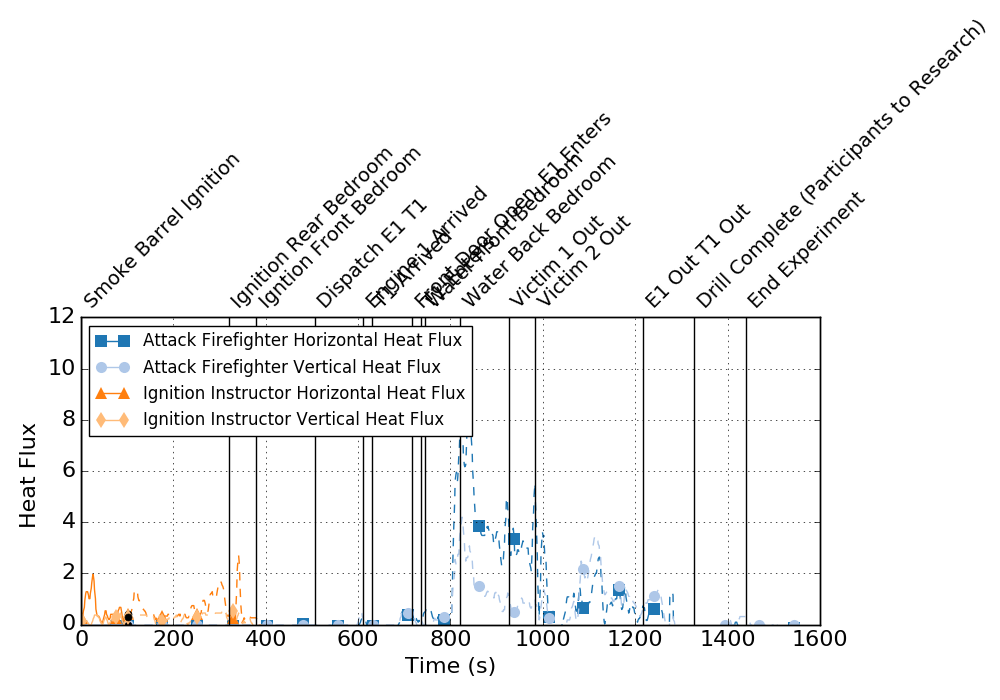 Smoke Barrel Ignition
Ignition Rear Bedroom
Igntion Front Bedroom
Dispatch E1 T1
Engine 1 Arrived
T1 Arrived
Front Door Open, E1 Enters
Water Front Bedroom
Water Back Bedroom
Victim 1 Out
Victim 2 Out
E1 Out T1 Out
Drill Complete (Participants to Research)
End Experiment
12
10
8
6
4
2
0
Heat Flux
Attack Firefighter Horizontal Heat Flux
Attack Firefighter Vertical Heat Flux
Ignition Instructor Horizontal Heat Flux
Ignition Instructor Vertical Heat Flux
0 200 400 600 800 1000 1200 1400 1600
Time (s)